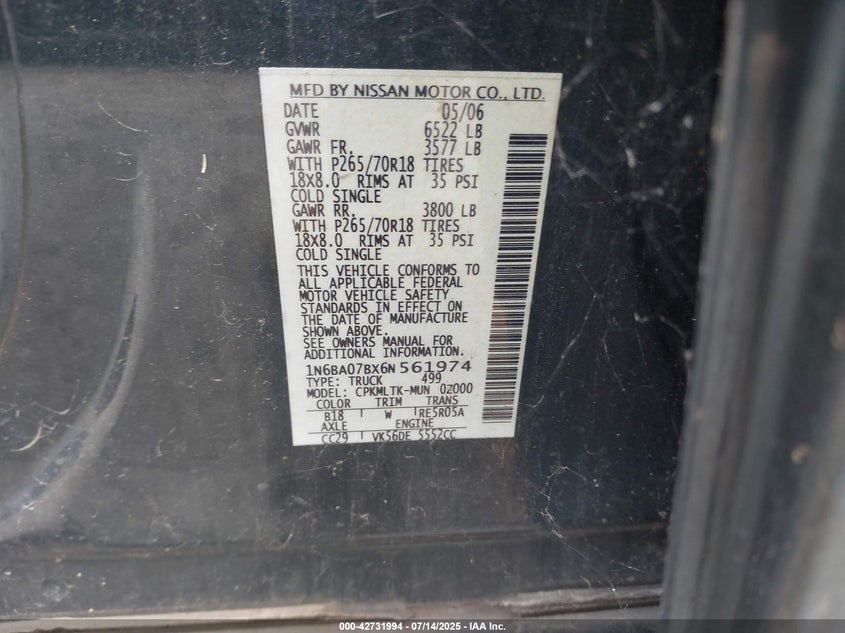 MFD BY NISSAN MOTOR CO., LTD.
DATE 05/06
GVWR 6522 LB
GAWR FR. 3577 LB
WITH P265/70R18 TIRES
18X8.0 RIMS AT 35 PSI
COLD SINGLE
GAWR RR. 3800 LB
WITH P265/70R18 TIRES
18X8.0 RIMS AT 35 PSI
COLD SINGLE
THIS VEHICLE CONFORMS TO
ALL APPLICABLE FEDERAL
MOTOR VEHICLE SAFETY
STANDARDS IN EFFECT ON
THE DATE OF MANUFACTURE
SHOWN ABOVE.
SEE OWNERS MANUAL FOR
MORE INFORMATION.
1N6BA07BX6N561974
TYPE: TRUCK 499
MODEL: CPKMLTK-MUN 0Z000
COLOR TRIM TRANS
B18 W RE5R05A
AXLE ENGINE
CC29 VK56DE 5552CC
000-42731994 - 07/14/2025 - IAA Inc.